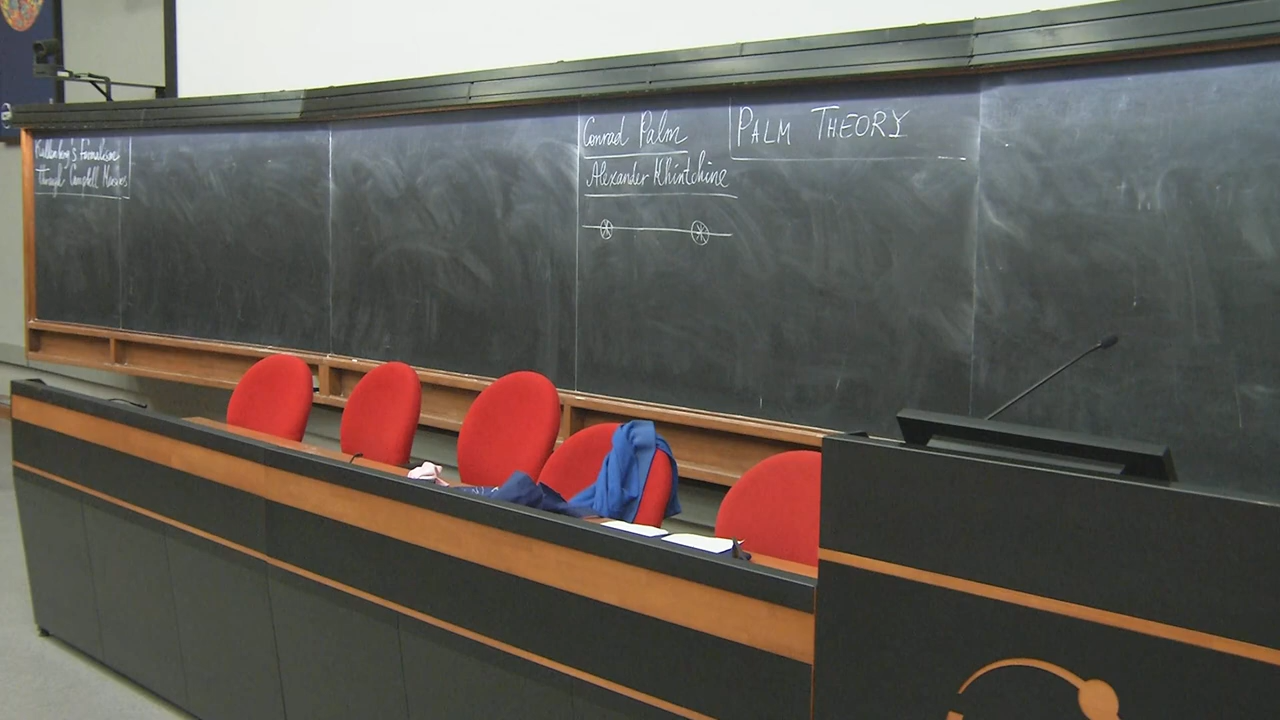 Kallenberg's Formalism
Through Campbell Measures
Conrad Palm
Alexander Khintchine
PALM THEORY